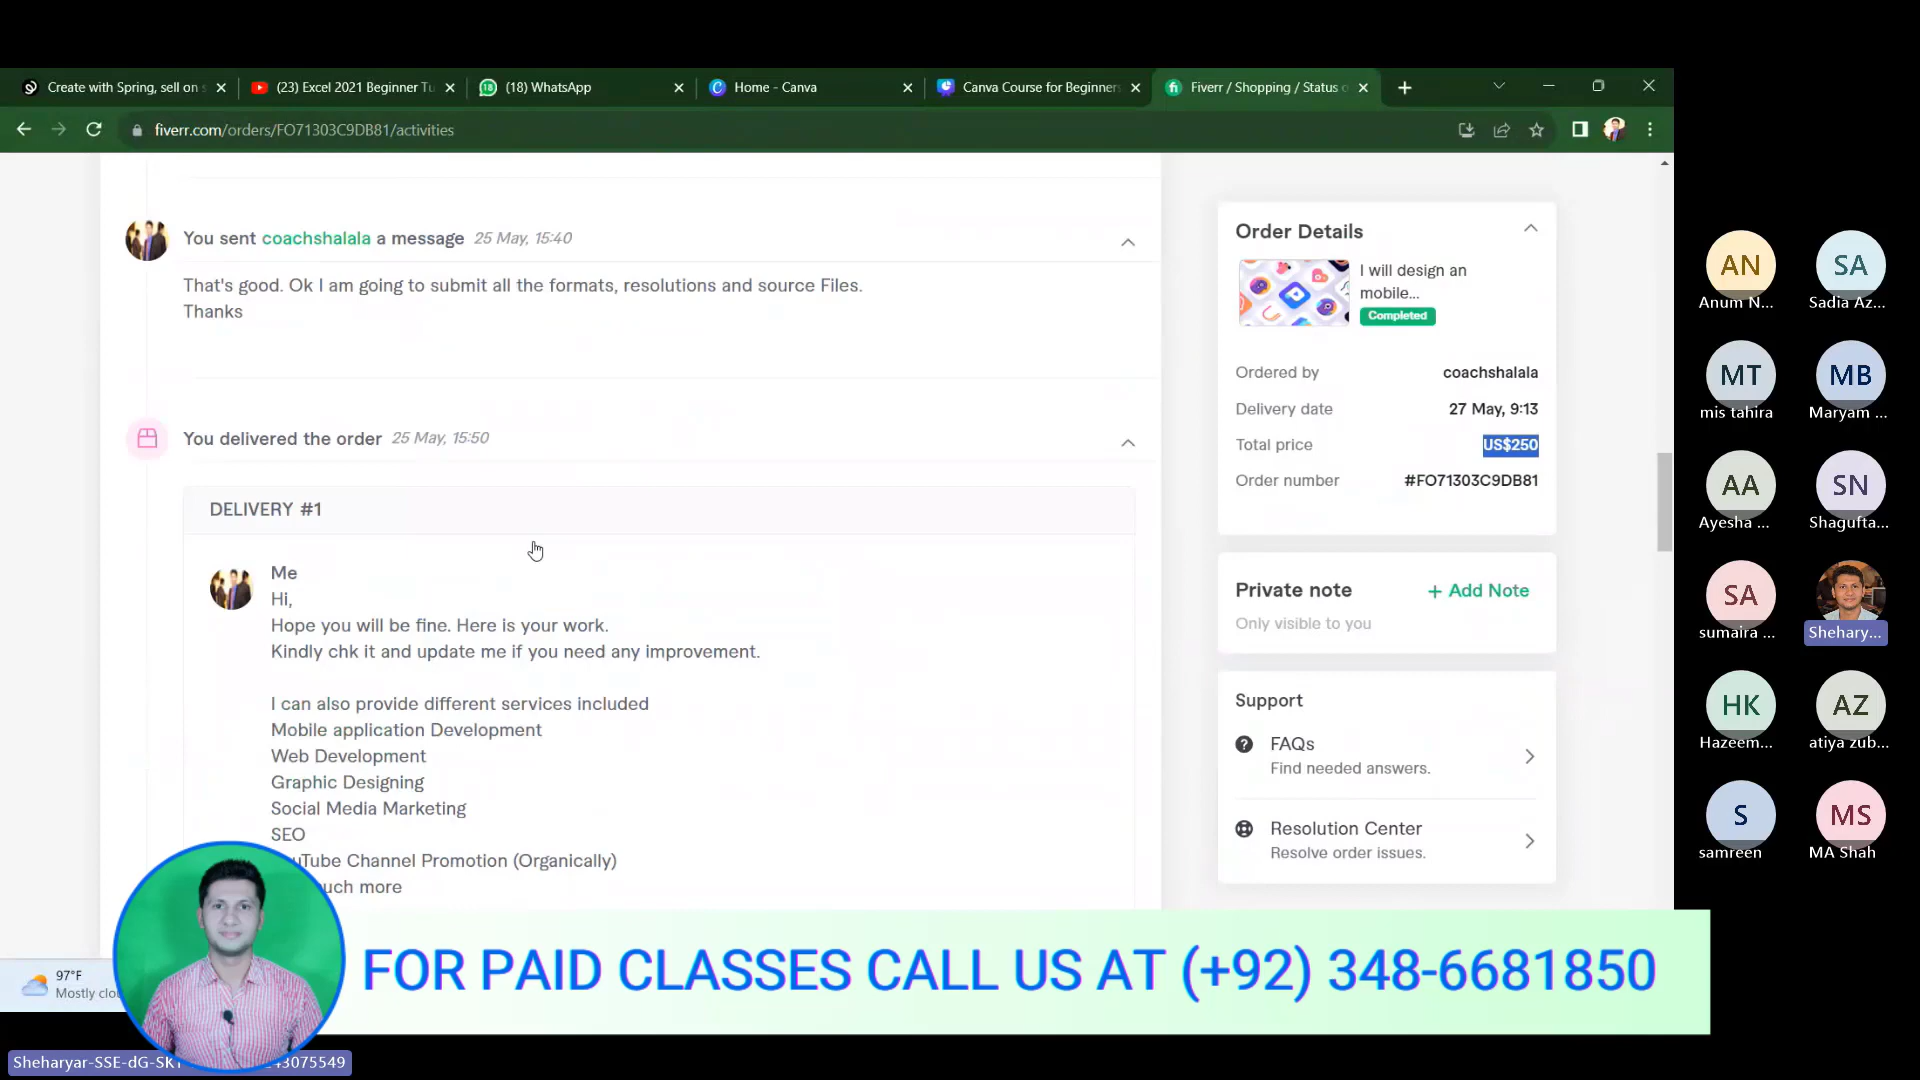 Create with Spring, sell on s
(23) Excel 2021 Beginner Tu
(18) WhatsApp
Home - Canva
Canva Course for Beginners
Fiverr / Shopping / Status o
fiverr.com/orders/FO71303C9DB81/activities
You sent coachshalala a message 25 May, 15:40
That's good. Ok I am going to submit all the formats, resolutions and source Files.
Thanks
You delivered the order 25 May, 15:50
DELIVERY #1
Me
Hi,
Hope you will be fine. Here is your work.
Kindly chk it and update me if you need any improvement.
I can also provide different services included
Mobile application Development
Web Development
Graphic Designing
Social Media Marketing
SEO
uTube Channel Promotion (Organically)
uch more
Order Details
I will design an
mobile...
Completed
Ordered by coachshalala
Delivery date 27 May, 9:13
Total price US$250
Order number #FO71303C9DB81
Private note + Add Note
Only visible to you
Support
FAQs
Find needed answers.
Resolution Center
Resolve order issues.
AN
Anum N...
SA
Sadia Az...
MT
mis tahira
MB
Maryam ...
AA
Ayesha ...
SN
Shagufta...
SA
sumaira ...
Shehary...
HK
Hazeem...
AZ
atiya zub...
S
samreen
MS
MA Shah
97°F
Mostly clou
FOR PAID CLASSES CALL US AT (+92) 348-6681850
Sheharyar-SSE-dG-SKT
43075549